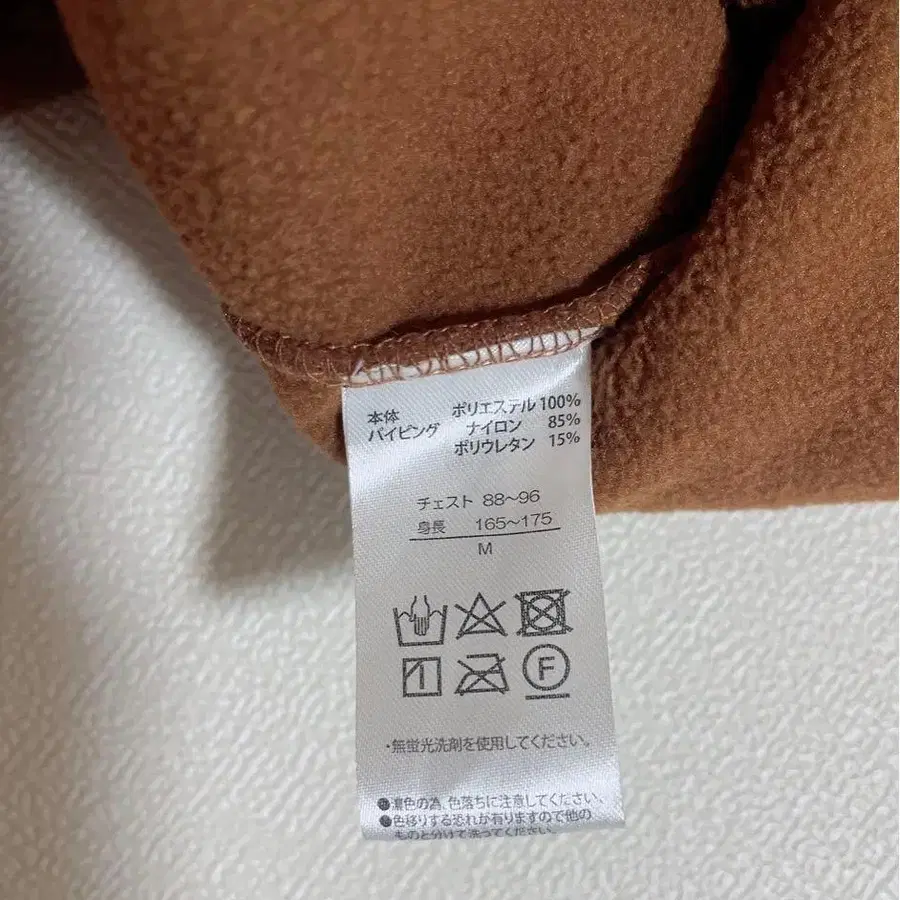 本体 ポリエステル 100%
パイピング ナイロン 85%
ポリウレタン 15%
チェスト 88～96
身長 165～175
M
F
・無蛍光洗剤を使用してください。
●濃色の為、色落ちに注意してください。
●色移りする恐れが有りますので他の
ものと分けて洗ってください。